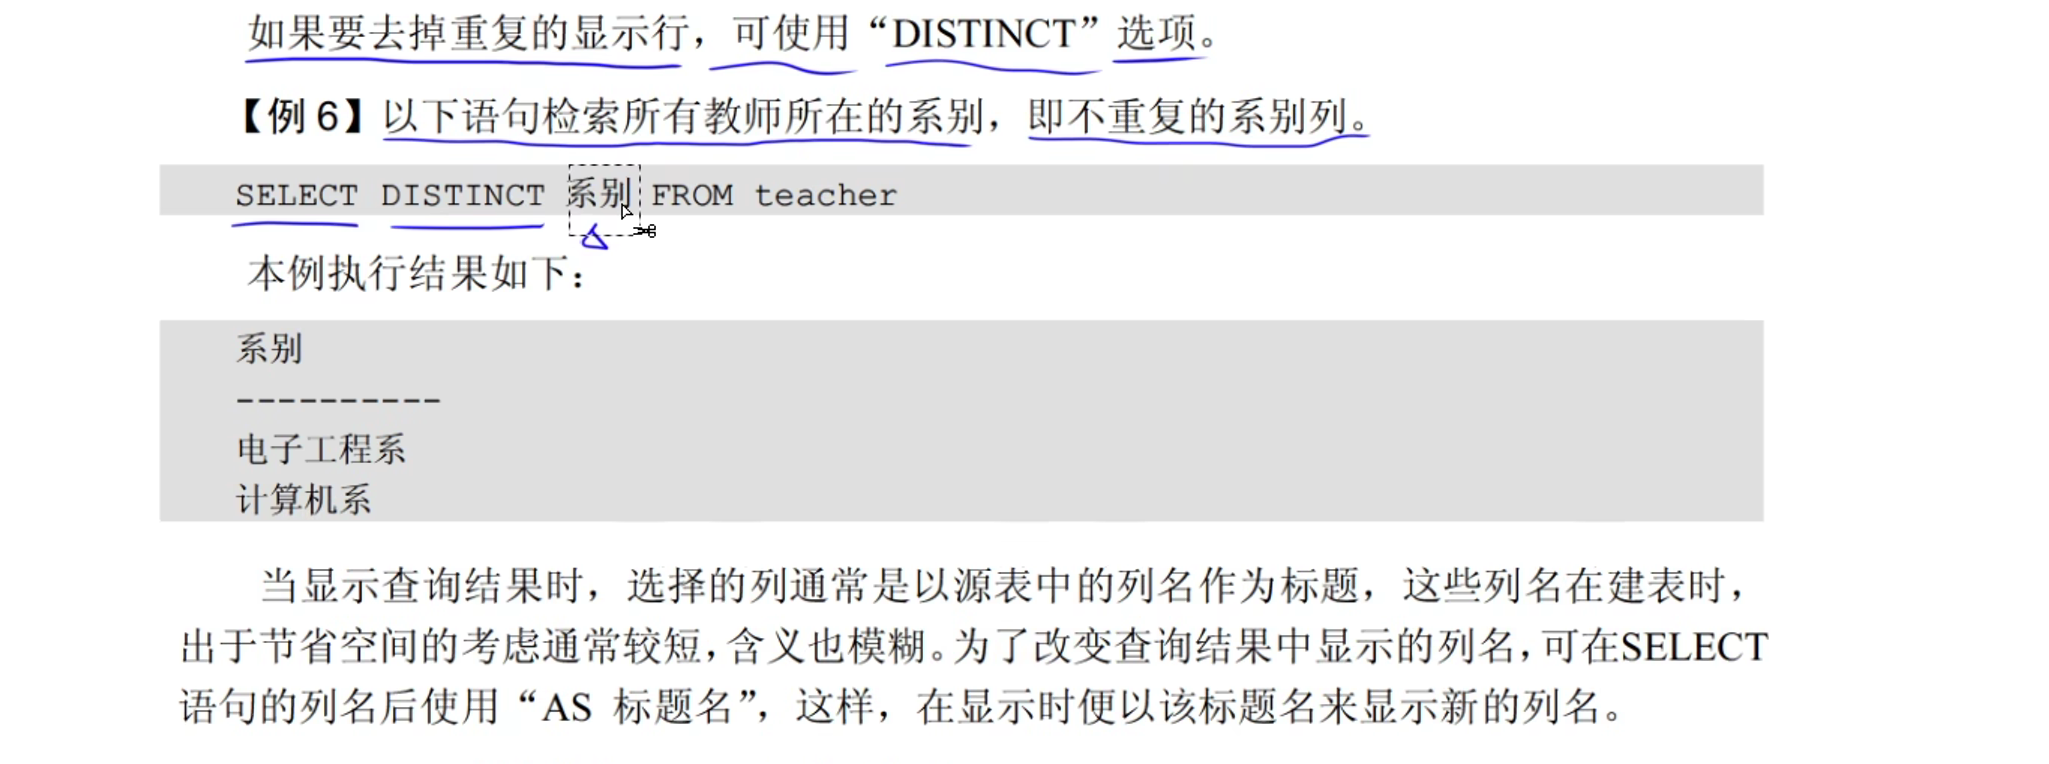 如果要去掉重复的显示行，可使用“DISTINCT”选项。
【例 6】以下语句检索所有教师所在的系别，即不重复的系别列。
SELECT DISTINCT 系别 FROM teacher
本例执行结果如下：
系别
----------
电子工程系
计算机系
当显示查询结果时，选择的列通常是以源表中的列名作为标题，这些列名在建表时，
出于节省空间的考虑通常较短，含义也模糊。为了改变查询结果中显示的列名，可在SELECT
语句的列名后使用“AS 标题名”，这样，在显示时便以该标题名来显示新的列名。